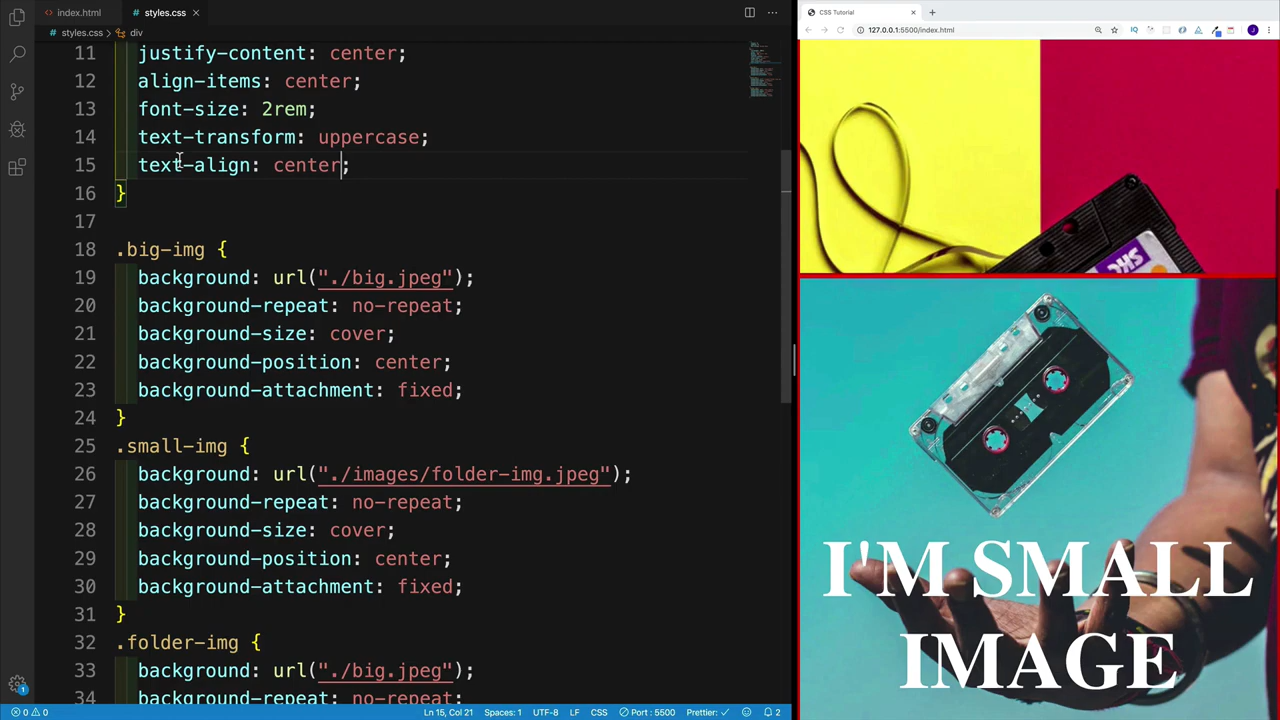 index.html
styles.css
styles.css
div
11 justify-content: center;
12 align-items: center;
13 font-size: 2rem;
14 text-transform: uppercase;
15 text-align: center;
16 }
17
18 .big-img {
19 background: url("./big.jpeg");
20 background-repeat: no-repeat;
21 background-size: cover;
22 background-position: center;
23 background-attachment: fixed;
24 }
25 .small-img {
26 background: url("./images/folder-img.jpeg");
27 background-repeat: no-repeat;
28 background-size: cover;
29 background-position: center;
30 background-attachment: fixed;
31 }
32 .folder-img {
33 background: url("./big.jpeg");
34 background-repeat: no-repeat;
1
0 0
Ln 15, Col 21
Spaces: 1
UTF-8
LF
CSS
Port : 5500
Prettier: ✓
2
CSS Tutorial
127.0.0.1:5500/index.html
IQ
J
DHS
I'M SMALL
IMAGE